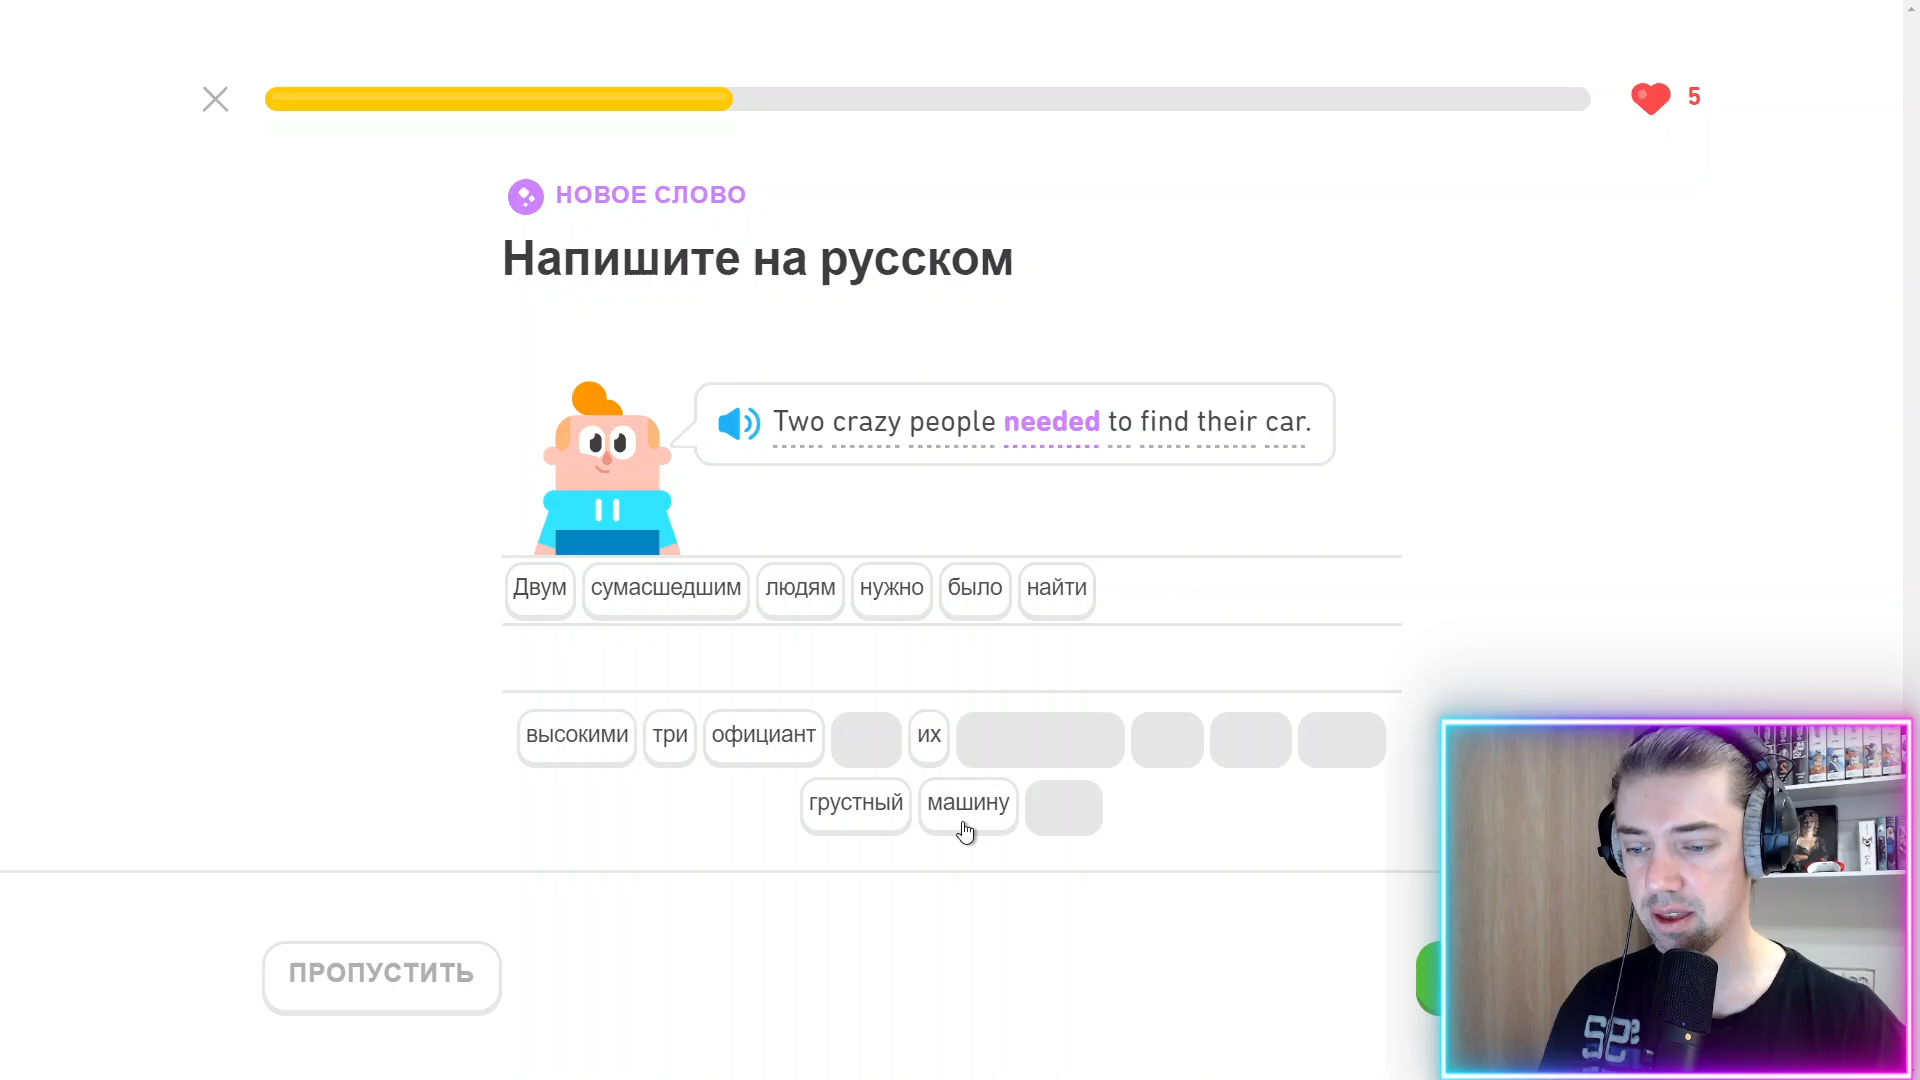 5
НОВОЕ СЛОВО
Напишите на русском
Two crazy people needed to find their car.
Двум сумасшедшим людям нужно было найти
высокими три официант их
грустный машину
ПРОПУСТИТЬ